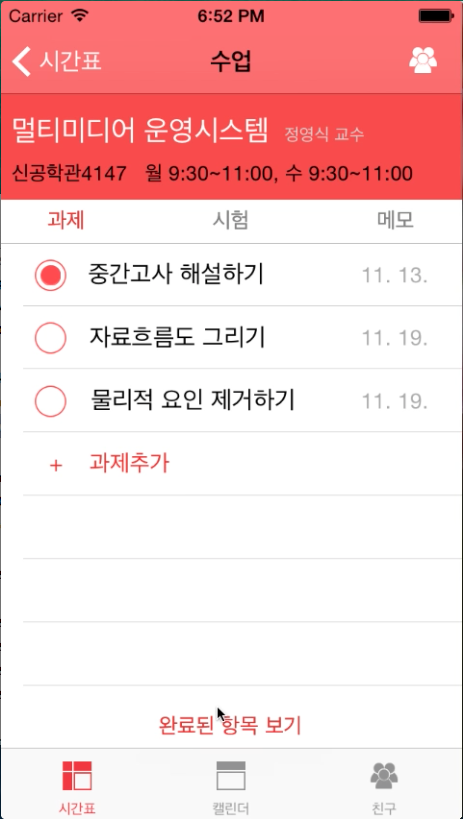 Carrier 6:52 PM
시간표 수업
멀티미디어 운영시스템 정영식 교수
신공학관4147 월 9:30~11:00, 수 9:30~11:00
과제 시험 메모
중간고사 해설하기 11. 13.
자료흐름도 그리기 11. 19.
물리적 요인 제거하기 11. 19.
+ 과제추가
완료된 항목 보기
시간표 캘린더 친구